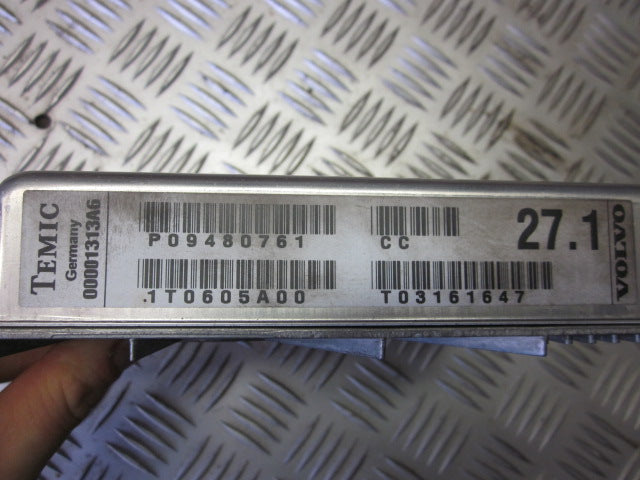 TEMIC
Germany
00001313A6
P09480761
CC
27.1
.1T0605A00
T03161647
VOLVO